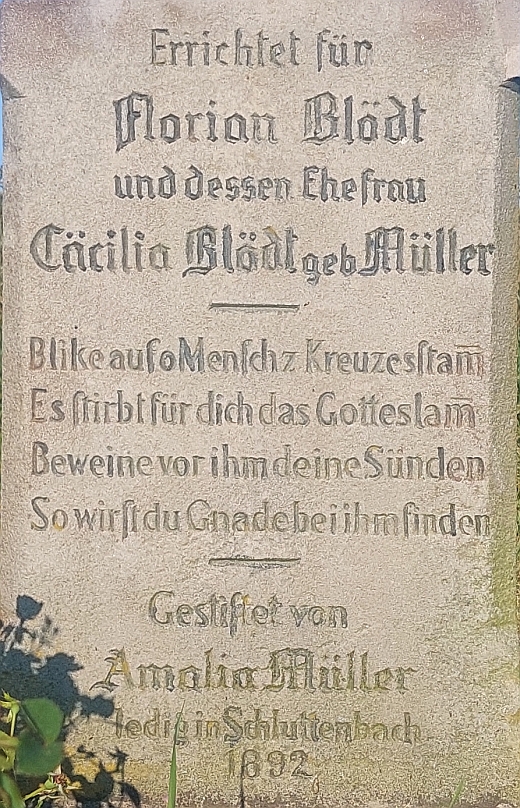 Errichtet für
Florian Blödt
und dessen Ehefrau
Cäcilia Blödt geb Müller
Blike auf o Menſch z Kreuzesſtam̅
Es ſtirbt für dich das Gotteslam̅
Beweine vor ihm deine Sünden
So wirſt du Gnade bei ihm finden
Gestiftet von
Amalia Müller
ledig in Schluttenbach
1892